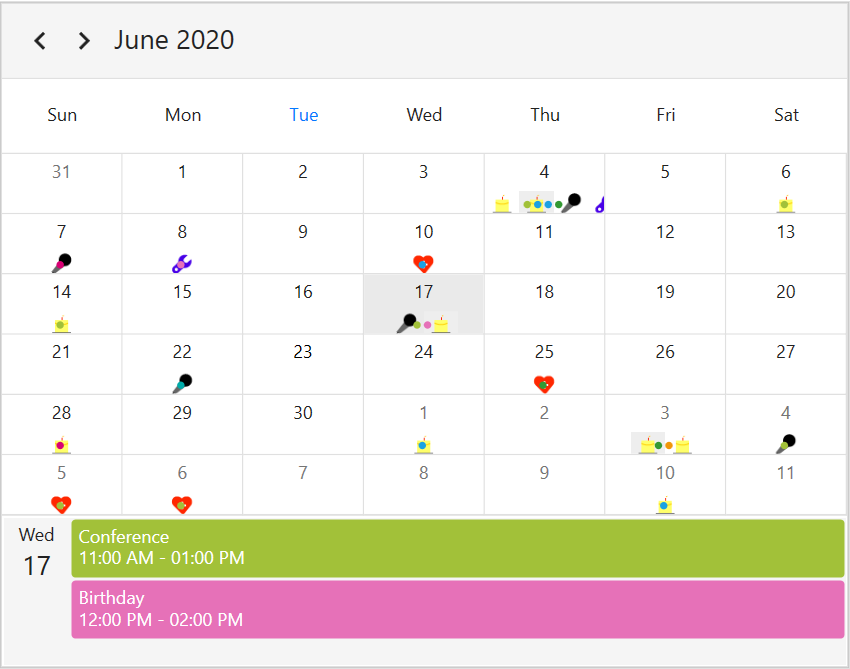 June 2020
Sun Mon Tue Wed Thu Fri Sat
31 1 2 3 4 5 6
7 8 9 10 11 12 13
14 15 16 17 18 19 20
21 22 23 24 25 26 27
28 29 30 1 2 3 4
5 6 7 8 9 10 11
Wed
17
Conference
11:00 AM - 01:00 PM
Birthday
12:00 PM - 02:00 PM